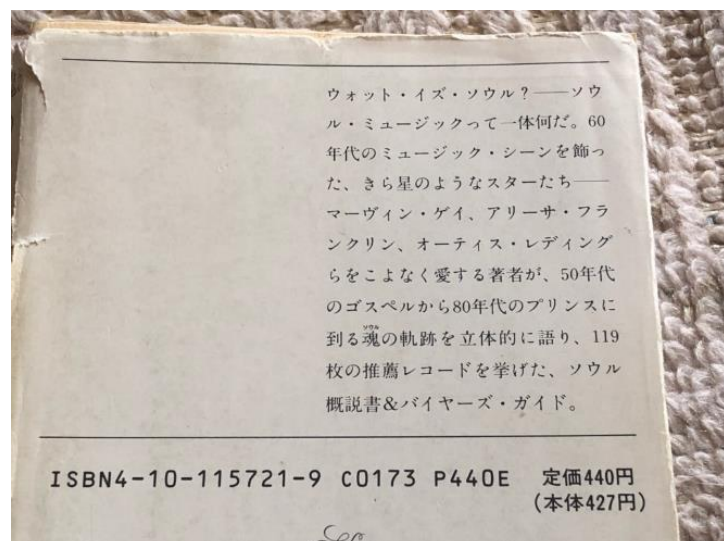 ウォット・イズ・ソウル？――ソウ
ル・ミュージックって一体何だ。60
年代のミュージック・シーンを飾っ
た、きら星のようなスターたち――
マーヴィン・ゲイ、アリーサ・フラ
ンクリン、オーティス・レディング
らをこよなく愛する著者が、50年代
のゴスペルから80年代のプリンスに
到る魂の軌跡を立体的に語り、119
枚の推薦レコードを挙げた、ソウル
概説書&バイヤーズ・ガイド。
ISBN4-10-115721-9 C0173 P440E 定価440円
(本体427円)